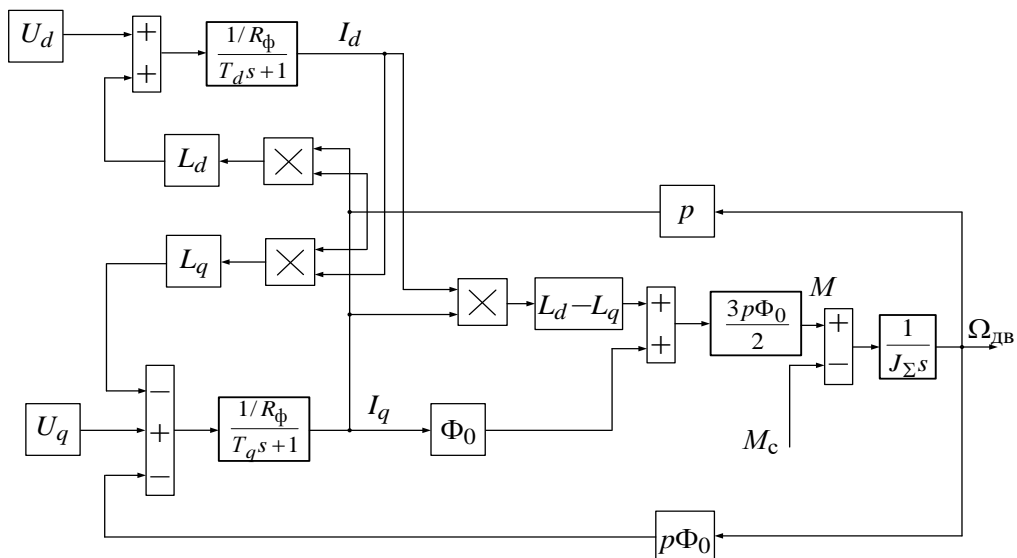 U_d
+
+
1/R_ф
T_d s+1
I_d
L_d
×
p
L_q
×
×
L_d−L_q
+
+
3pΦ_0
2
M
+
−
1
J_Σ s
Ω_дв
M_с
U_q
−
+
−
1/R_ф
T_q s+1
I_q
Φ_0
pΦ_0